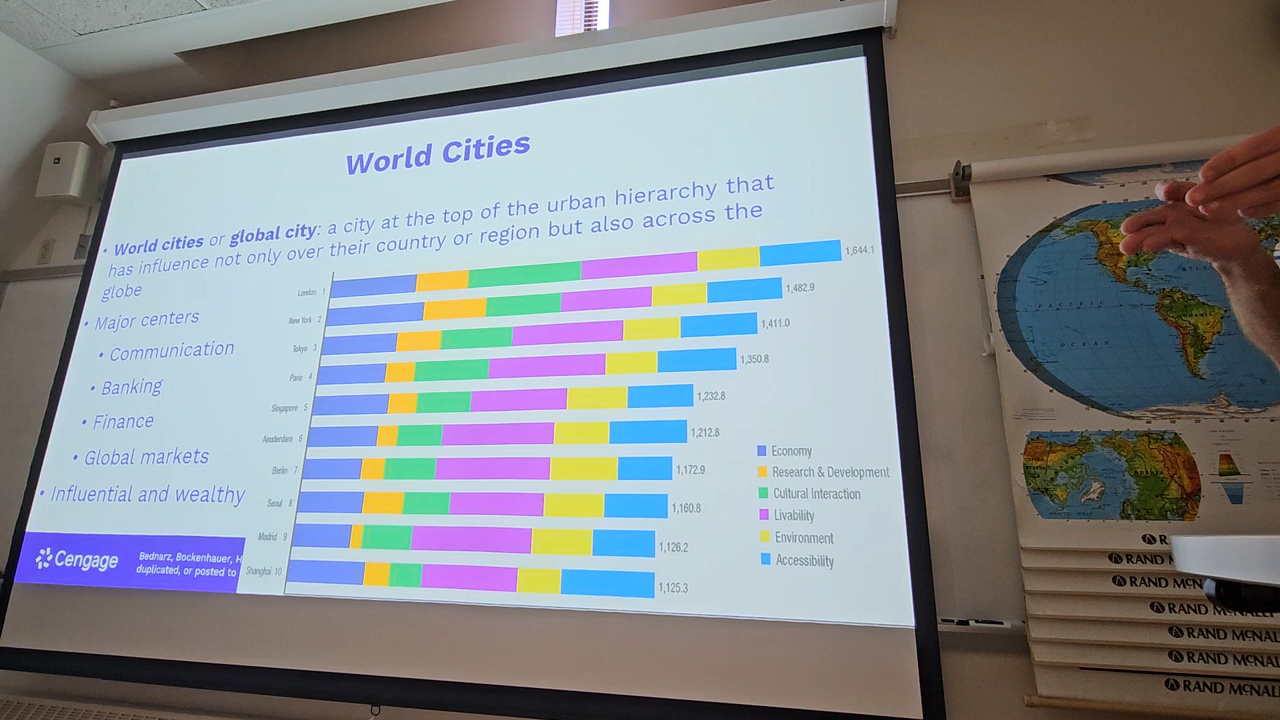 World Cities
• World cities or global city: a city at the top of the urban hierarchy that
has influence not only over their country or region but also across the
globe
• Major centers
• Communication
• Banking
• Finance
• Global markets
• Influential and wealthy
London 1 1,644.1
New York 2 1,482.9
Tokyo 3 1,411.0
Paris 4 1,350.8
Singapore 5 1,232.8
Amsterdam 6 1,212.8
Berlin 7 1,172.9
Seoul 8 1,160.8
Madrid 9 1,126.2
Shanghai 10 1,125.3
Economy
Research & Development
Cultural Interaction
Livability
Environment
Accessibility
Cengage
Bednarz, Bockenhauer, H
duplicated, or posted to
PACIFIC
OCEAN
R
RAND MCN
RAND MCNALLY
RAND MCNALLY
RAND MCNAL
RAND MCNALL
RAND MCNALL